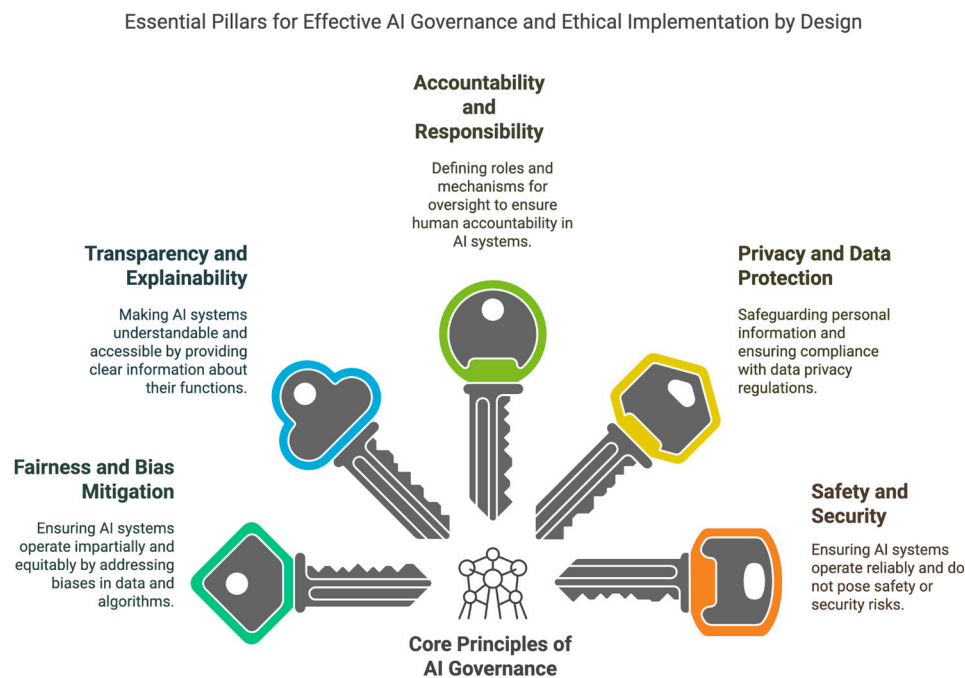 Essential Pillars for Effective AI Governance and Ethical Implementation by Design
Accountability
and
Responsibility
Defining roles and
mechanisms for
oversight to ensure
human accountability in
AI systems.
Transparency and
Explainability
Making AI systems
understandable and
accessible by providing
clear information about
their functions.
Privacy and Data
Protection
Safeguarding personal
information and
ensuring compliance
with data privacy
regulations.
Fairness and Bias
Mitigation
Ensuring AI systems
operate impartially and
equitably by addressing
biases in data and
algorithms.
Safety and
Security
Ensuring AI systems
operate reliably and do
not pose safety or
security risks.
Core Principles of
AI Governance